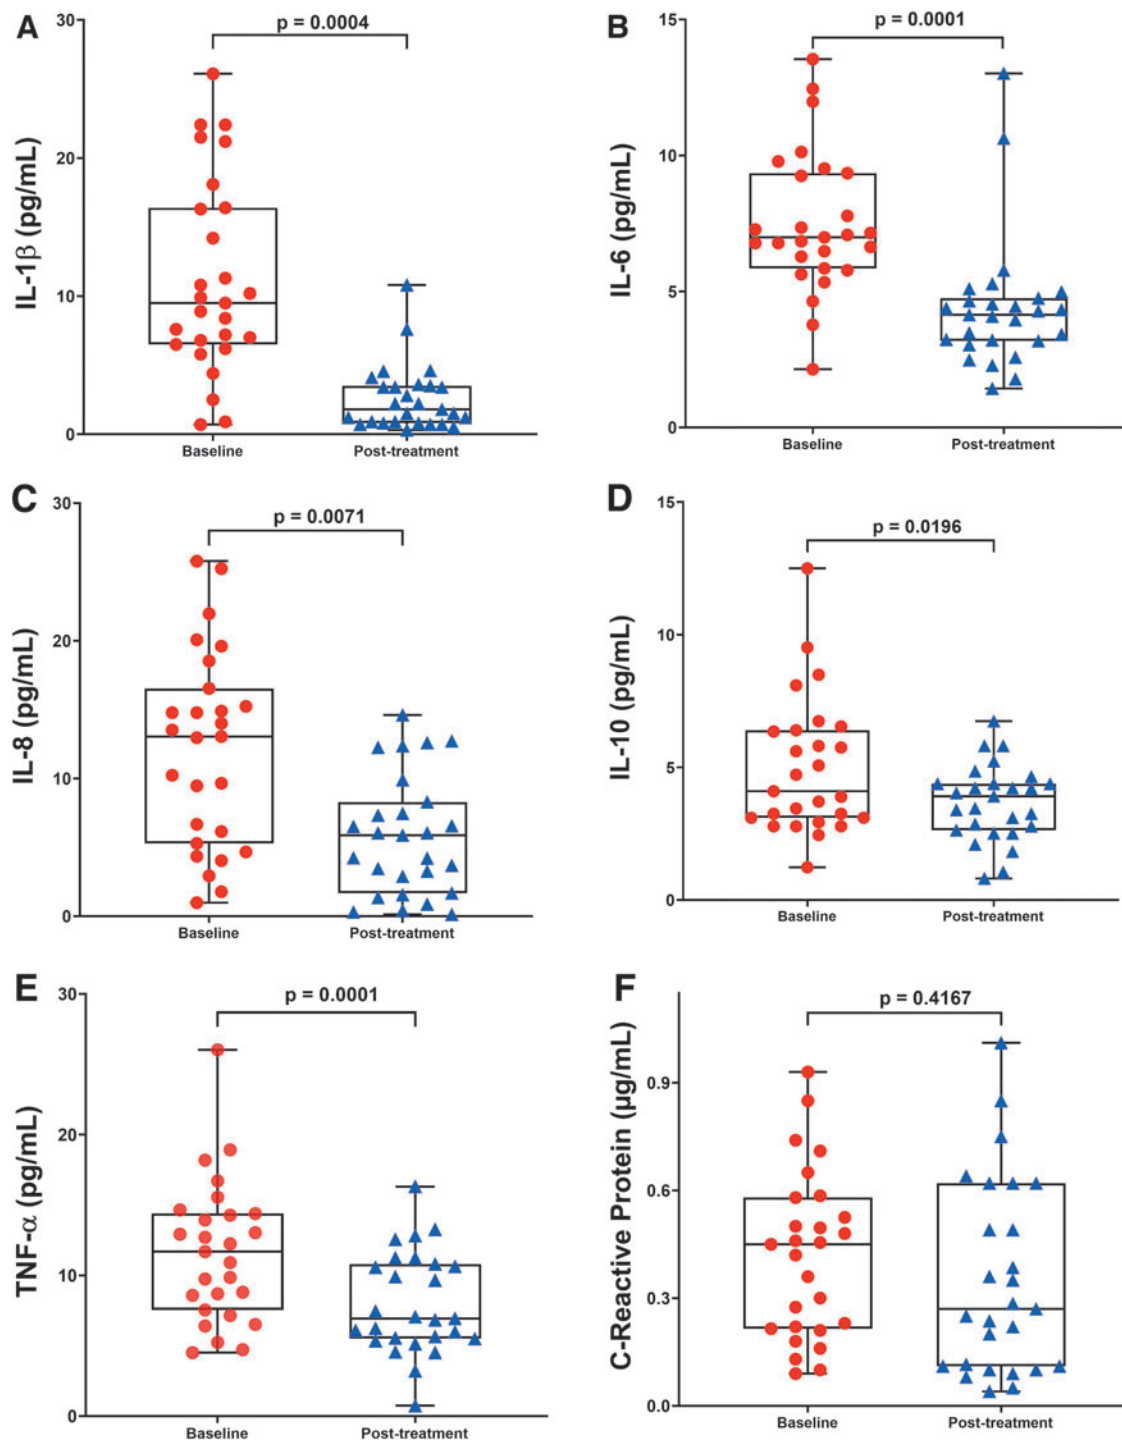 A
IL-1β (pg/mL)
30
20
10
0
p = 0.0004
Baseline
Post-treatment
B
IL-6 (pg/mL)
15
10
5
0
p = 0.0001
Baseline
Post-treatment
C
IL-8 (pg/mL)
30
20
10
0
p = 0.0071
Baseline
Post-treatment
D
IL-10 (pg/mL)
15
10
5
0
p = 0.0196
Baseline
Post-treatment
E
TNF-α (pg/mL)
30
20
10
0
p = 0.0001
Baseline
Post-treatment
F
C-Reactive Protein (µg/mL)
0.9
0.6
0.3
0.0
p = 0.4167
Baseline
Post-treatment